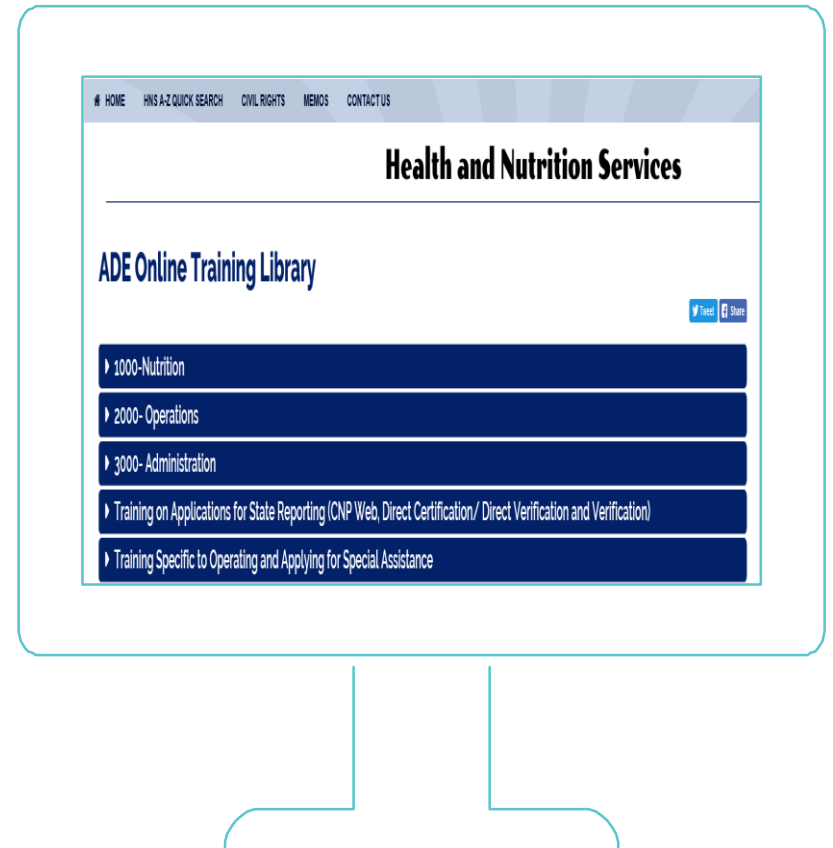 HOME HNS A-Z QUICK SEARCH CIVIL RIGHTS MEMOS CONTACT US
Health and Nutrition Services
ADE Online Training Library
Tweet Share
1000-Nutrition
2000- Operations
3000- Administration
Training on Applications for State Reporting (CNP Web, Direct Certification/ Direct Verification and Verification)
Training Specific to Operating and Applying for Special Assistance